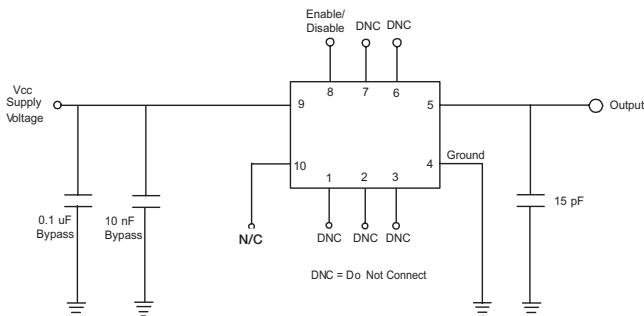 Enable/
Disable
DNC
DNC
8
7
6
Vcc
Supply
Voltage
9
5
Output
10
4
Ground
1
2
3
0.1 uF
Bypass
10 nF
Bypass
15 pF
N/C
DNC
DNC
DNC
DNC = Do Not Connect